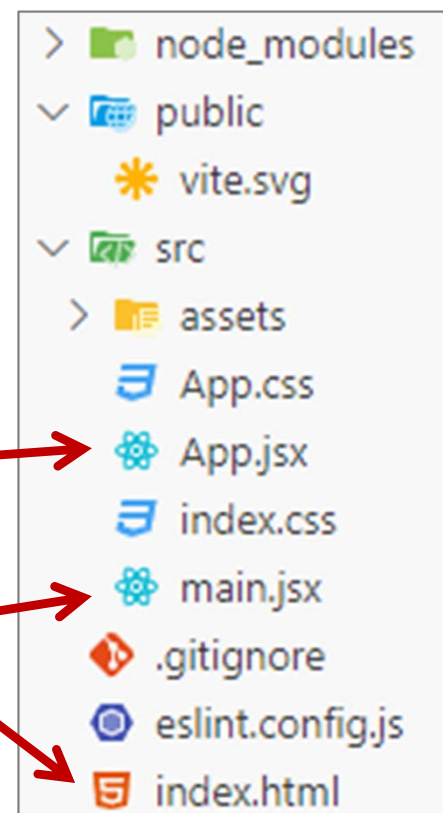 node_modules
public
vite.svg
src
assets
App.css
App.jsx
index.css
main.jsx
.gitignore
eslint.config.js
index.html